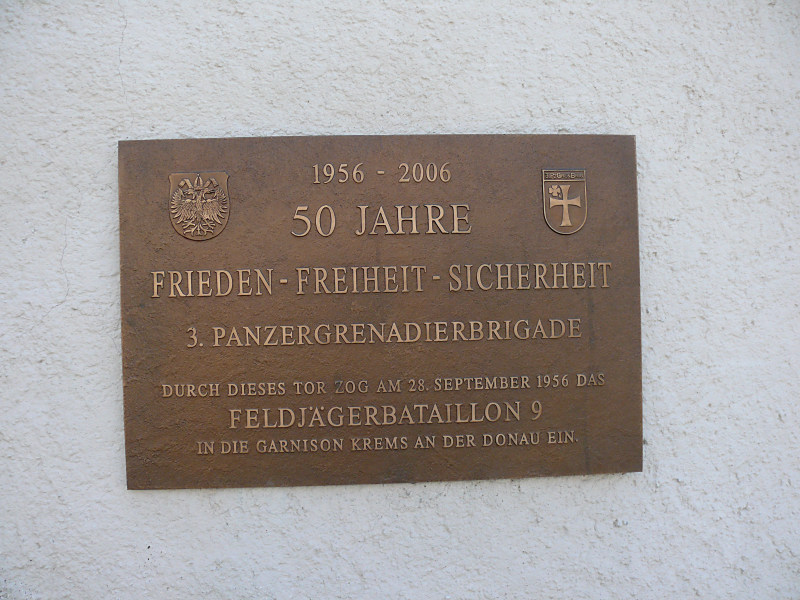 1956 - 2006
50 JAHRE
FRIEDEN - FREIHEIT - SICHERHEIT
3. PANZERGRENADIERBRIGADE
DURCH DIESES TOR ZOG AM 28. SEPTEMBER 1956 DAS
FELDJÄGERBATAILLON 9
IN DIE GARNISON KREMS AN DER DONAU EIN.